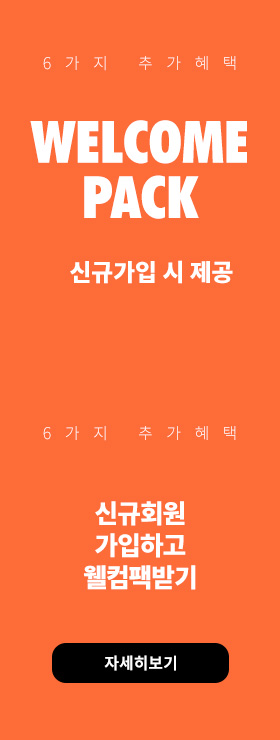 6가지 추가혜택
WELCOME
PACK
신규가입 시 제공
6가지 추가혜택
신규회원
가입하고
웰컴팩받기
자세히보기